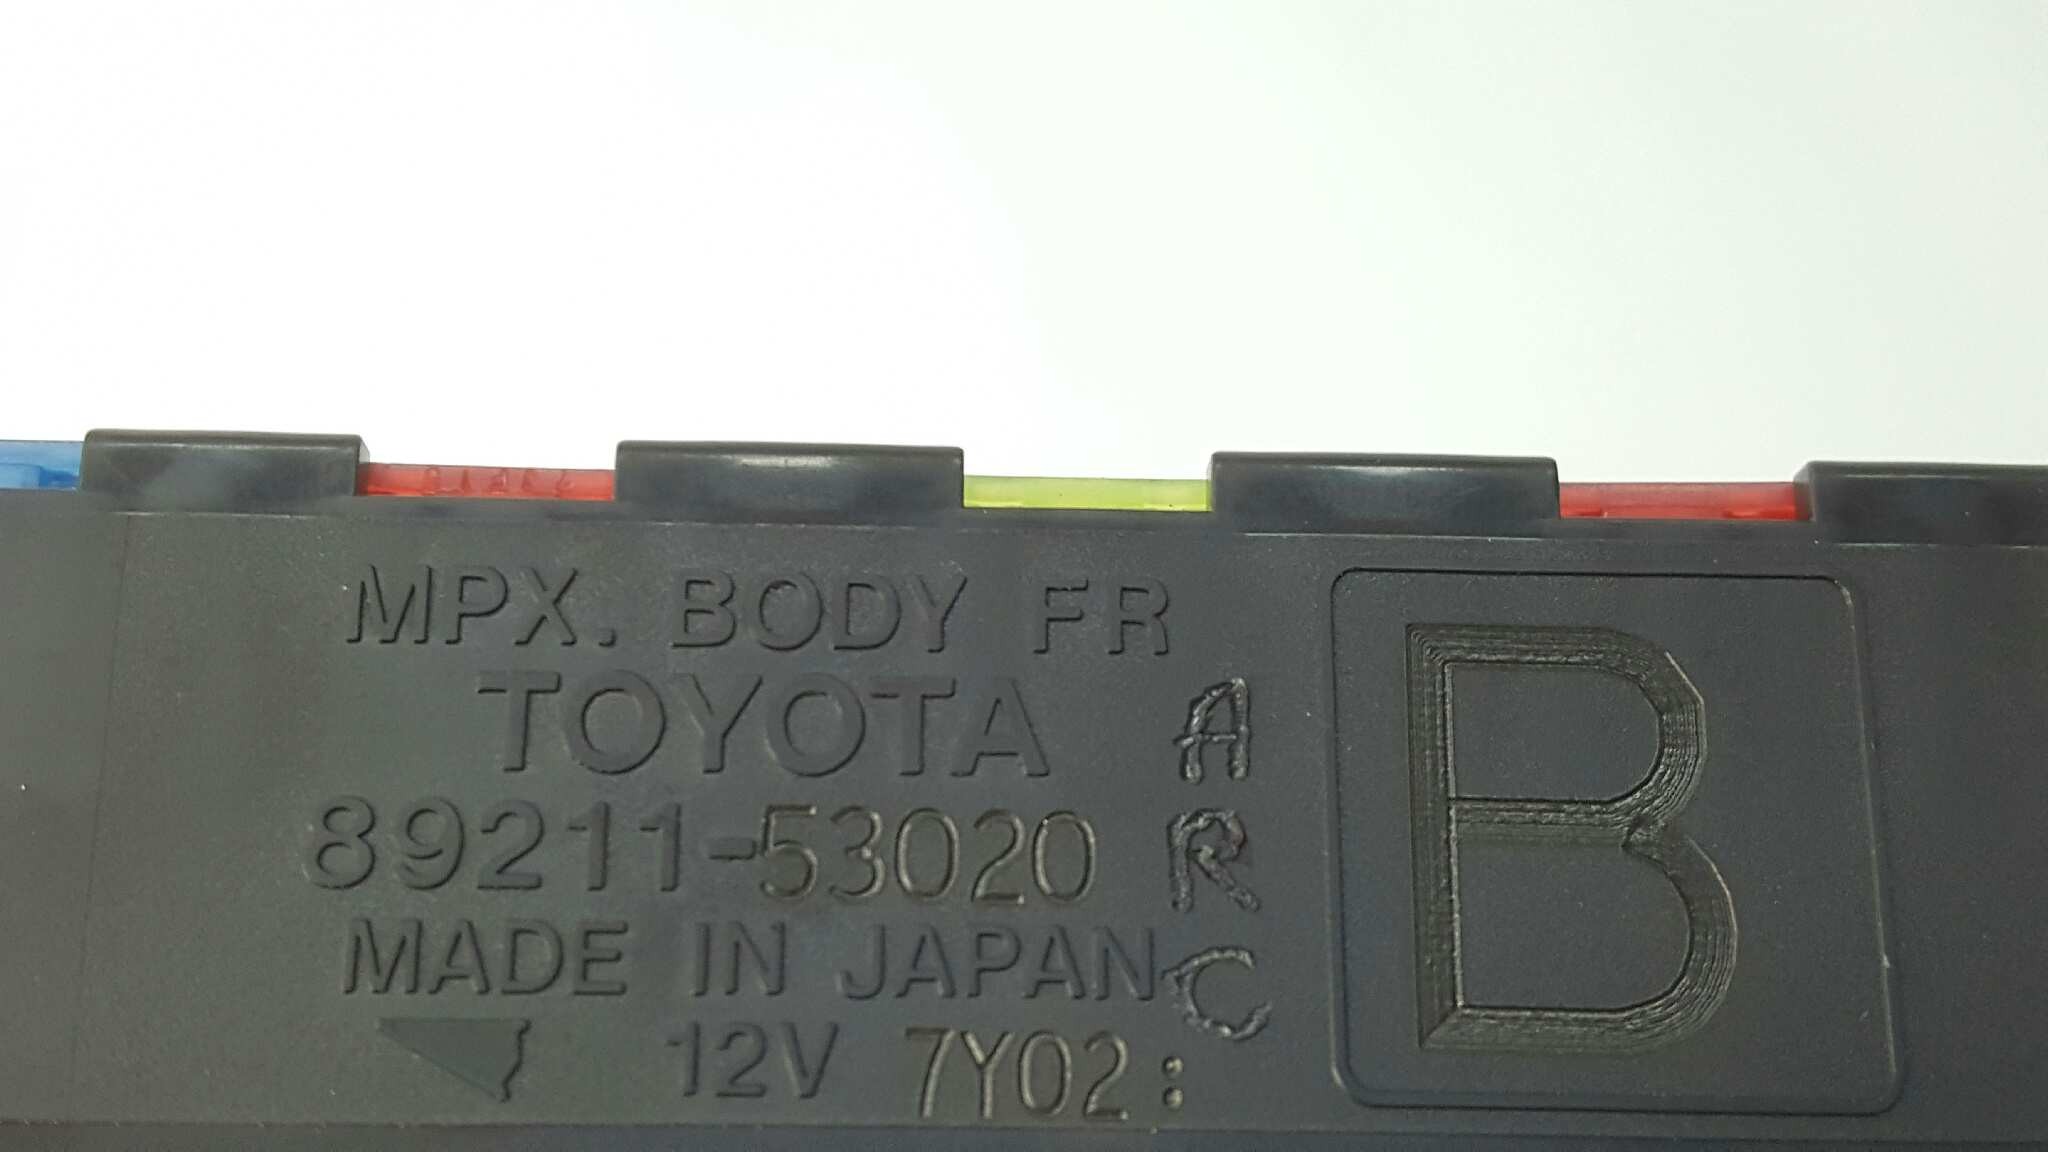 MPX. BODY FR
TOYOTA
89211-53020
MADE IN JAPAN
12V 7Y02:
A
R
C
B